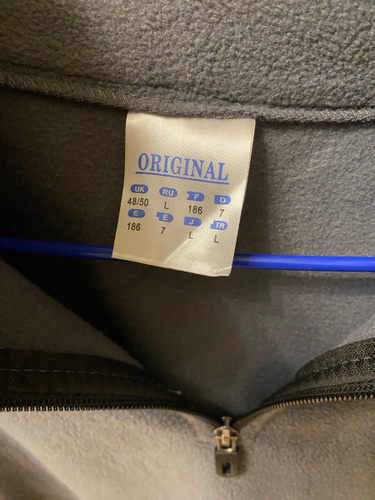 ORIGINAL
UK RU F D
48/50 L 186 7
E E J TR
186 7 L L